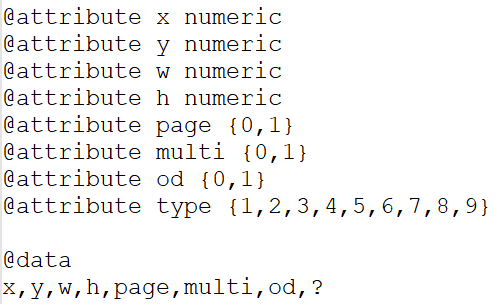 @attribute x numeric
@attribute y numeric
@attribute w numeric
@attribute h numeric
@attribute page {0,1}
@attribute multi {0,1}
@attribute od {0,1}
@attribute type {1,2,3,4,5,6,7,8,9}
@data
x,y,w,h,page,multi,od,?